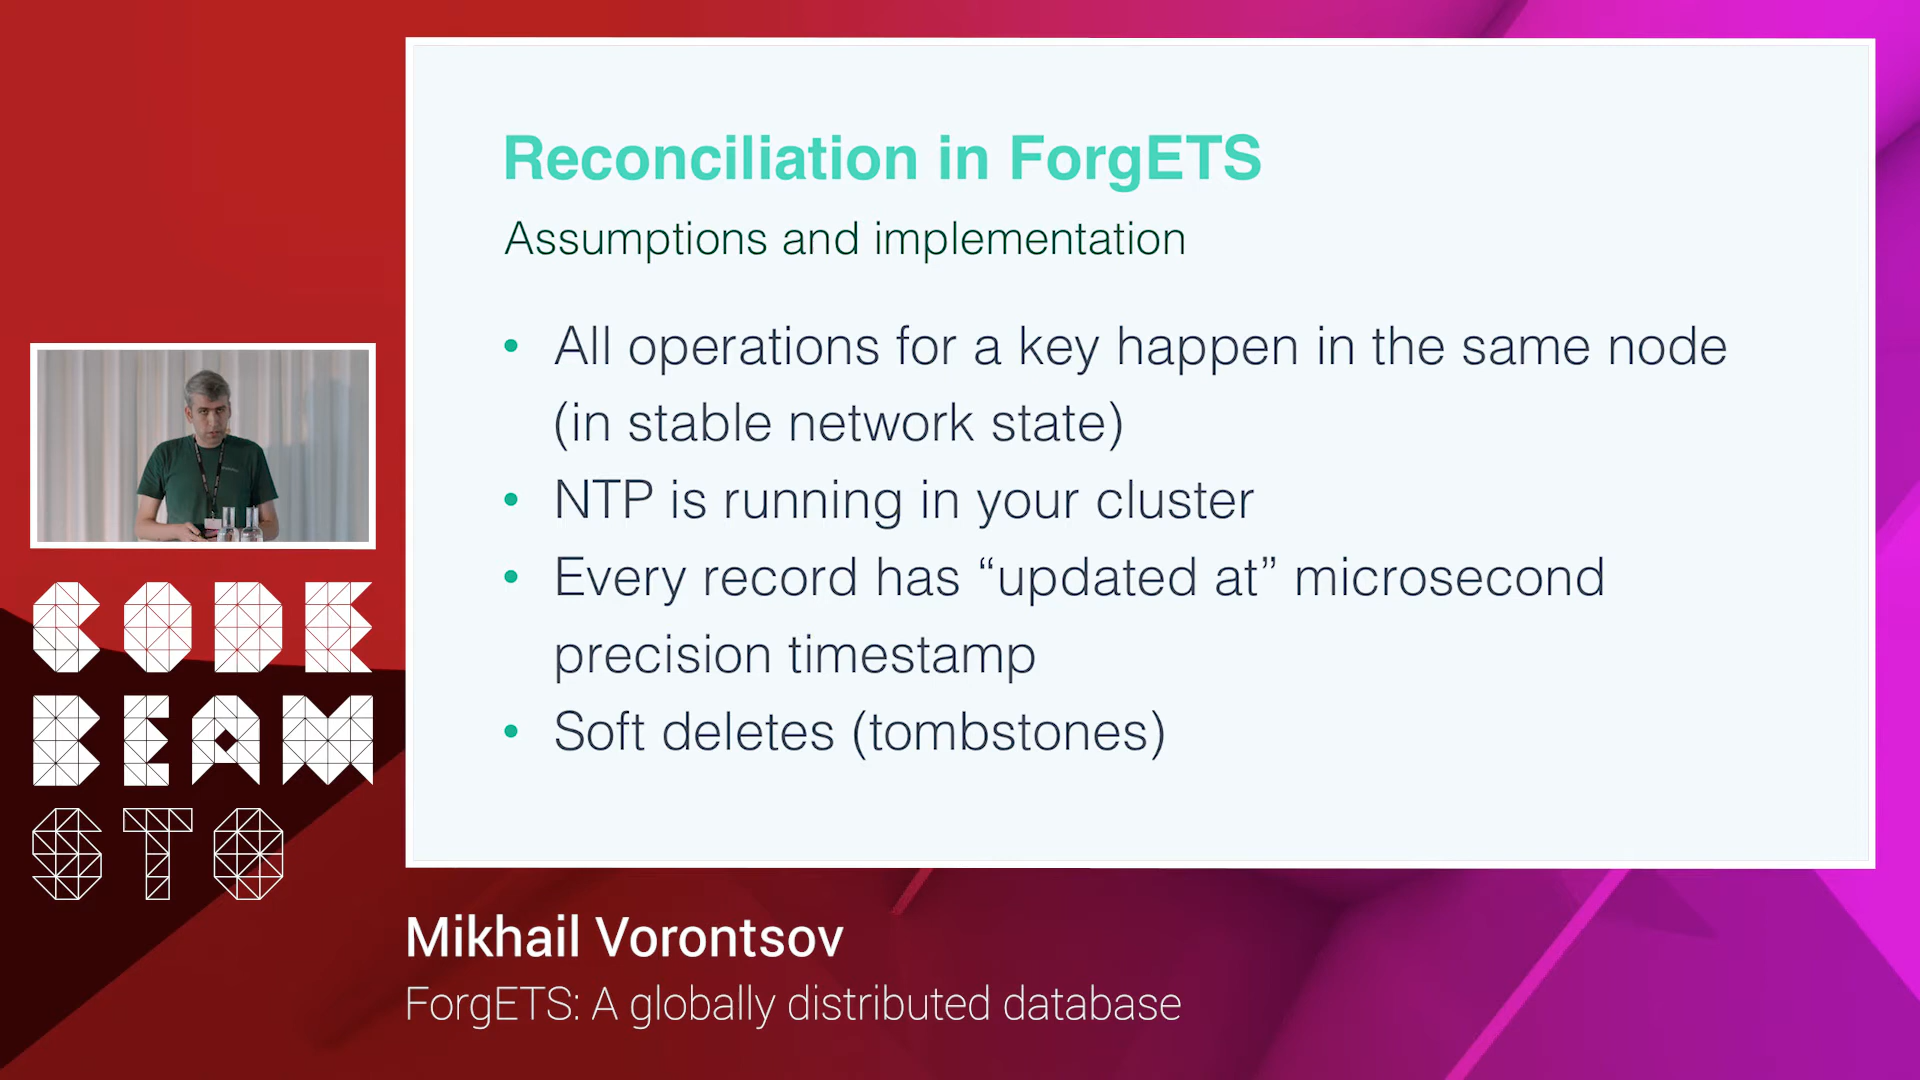 Reconciliation in ForgETS
Assumptions and implementation
• All operations for a key happen in the same node
(in stable network state)
• NTP is running in your cluster
• Every record has “updated at” microsecond
precision timestamp
• Soft deletes (tombstones)
CODE
BEAM
STO
Mikhail Vorontsov
ForgETS: A globally distributed database